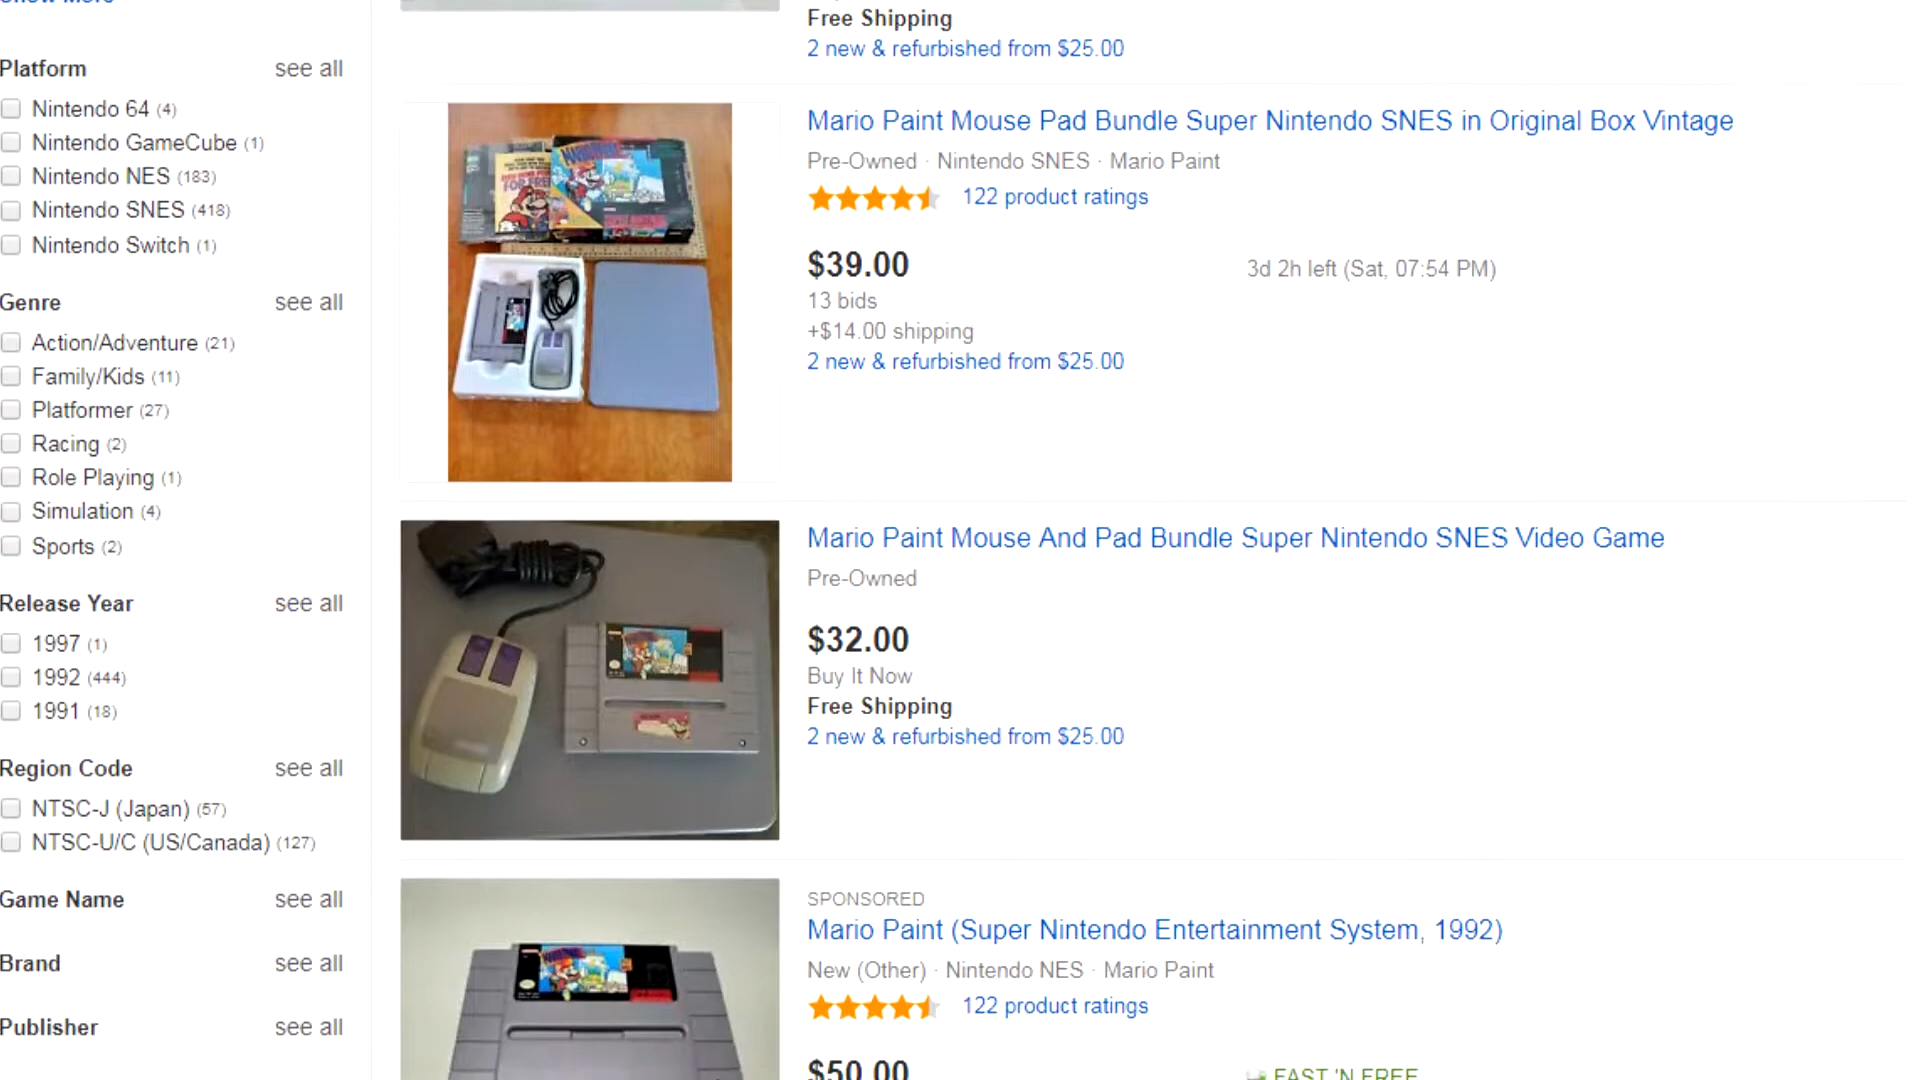 Platform see all
Nintendo 64 (4)
Nintendo GameCube (1)
Nintendo NES (183)
Nintendo SNES (418)
Nintendo Switch (1)
Genre see all
Action/Adventure (21)
Family/Kids (11)
Platformer (27)
Racing (2)
Role Playing (1)
Simulation (4)
Sports (2)
Release Year see all
1997 (1)
1992 (444)
1991 (18)
Region Code see all
NTSC-J (Japan) (57)
NTSC-U/C (US/Canada) (127)
Game Name see all
Brand see all
Publisher see all
Free Shipping
2 new & refurbished from $25.00
FOR FREE
Mario Paint Mouse Pad Bundle Super Nintendo SNES in Original Box Vintage
Pre-Owned · Nintendo SNES · Mario Paint
122 product ratings
$39.00
3d 2h left (Sat, 07:54 PM)
13 bids
+$14.00 shipping
2 new & refurbished from $25.00
Mario Paint Mouse And Pad Bundle Super Nintendo SNES Video Game
Pre-Owned
$32.00
Buy It Now
Free Shipping
2 new & refurbished from $25.00
SPONSORED
Mario Paint (Super Nintendo Entertainment System, 1992)
New (Other) · Nintendo NES · Mario Paint
122 product ratings
$50.00
FAST 'N FREE